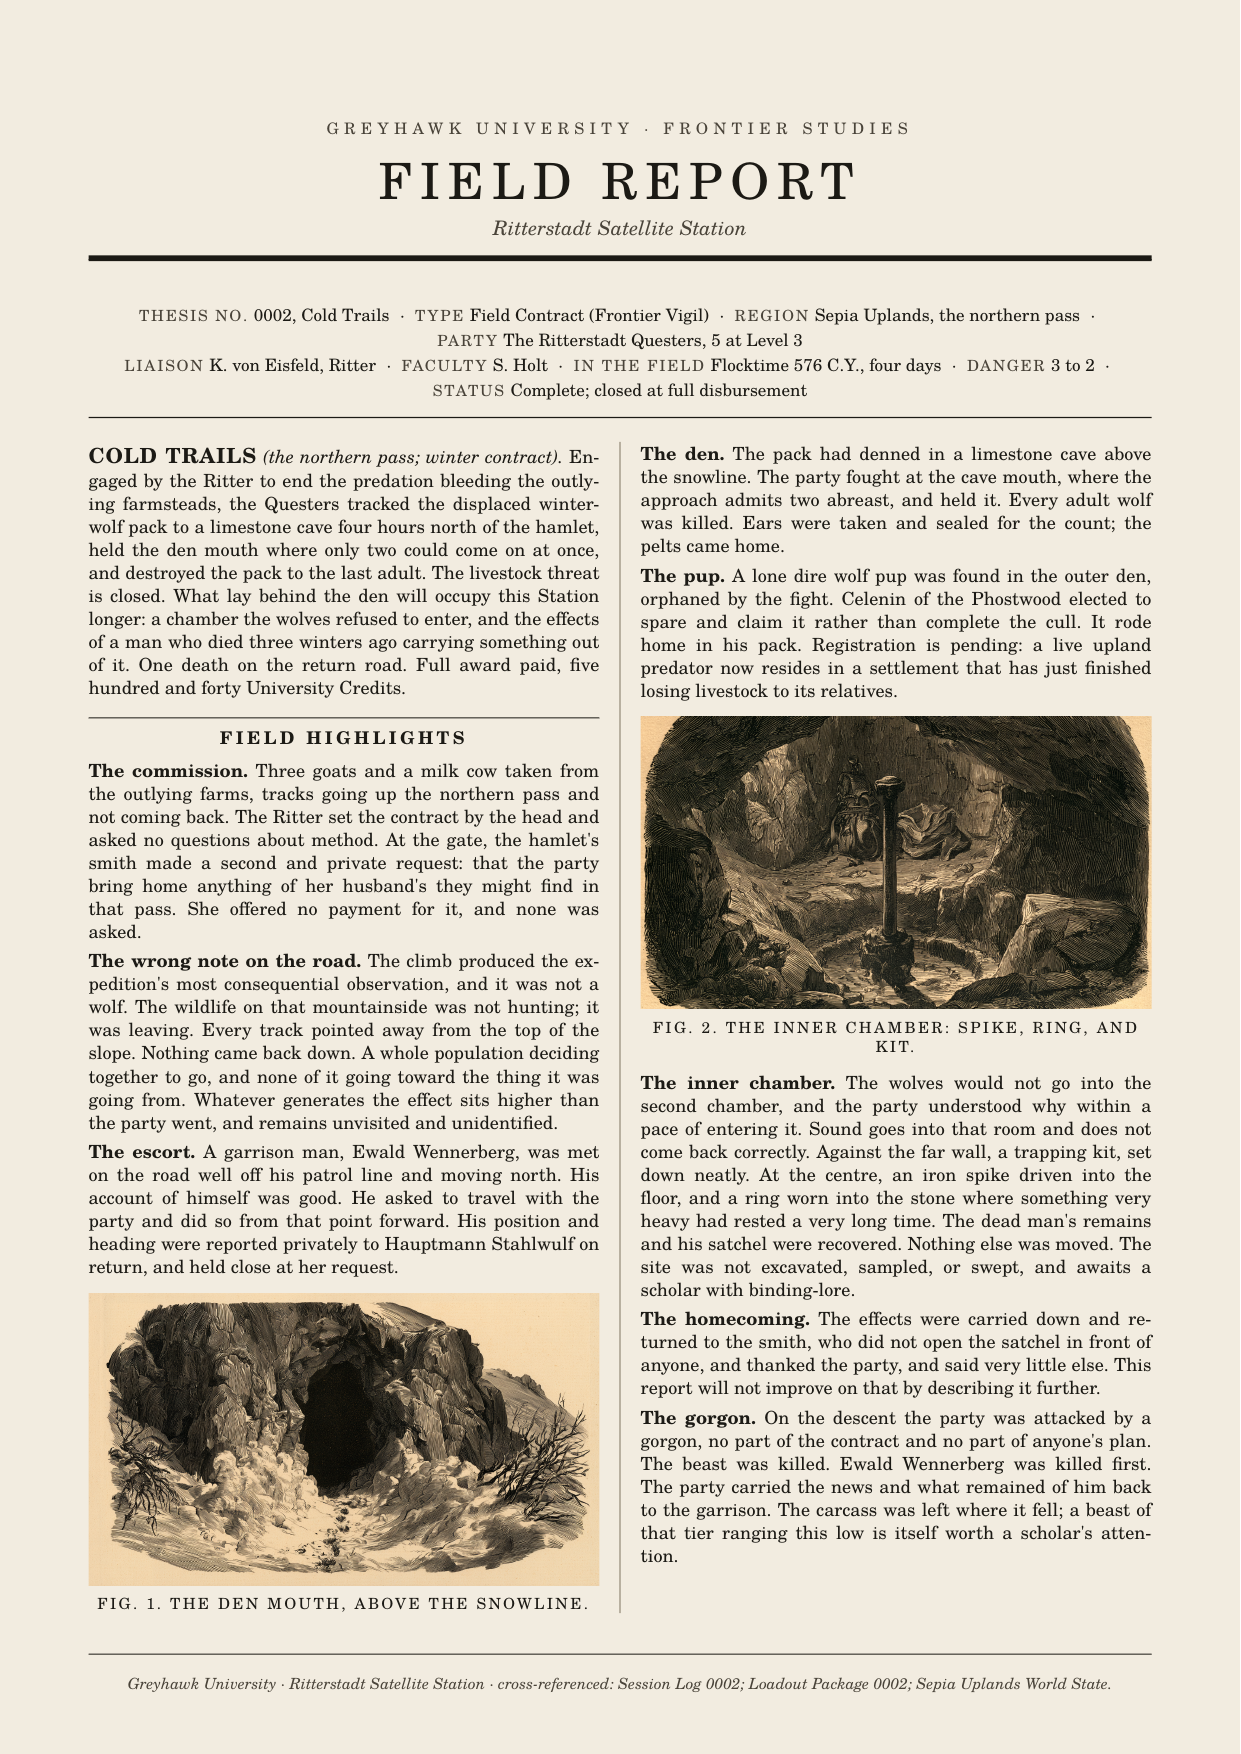 GREYHAWK UNIVERSITY · FRONTIER STUDIES
FIELD REPORT
Ritterstadt Satellite Station
THESIS NO. 0002, Cold Trails · TYPE Field Contract (Frontier Vigil) · REGION Sepia Uplands, the northern pass ·
PARTY The Ritterstadt Questers, 5 at Level 3
LIAISON K. von Eisfeld, Ritter · FACULTY S. Holt · IN THE FIELD Flocktime 576 C.Y., four days · DANGER 3 to 2 ·
STATUS Complete; closed at full disbursement
COLD TRAILS (the northern pass; winter contract). En-
gaged by the Ritter to end the predation bleeding the outly-
ing farmsteads, the Questers tracked the displaced winter-
wolf pack to a limestone cave four hours north of the hamlet,
held the den mouth where only two could come on at once,
and destroyed the pack to the last adult. The livestock threat
is closed. What lay behind the den will occupy this Station
longer: a chamber the wolves refused to enter, and the effects
of a man who died three winters ago carrying something out
of it. One death on the return road. Full award paid, five
hundred and forty University Credits.
FIELD HIGHLIGHTS
The commission. Three goats and a milk cow taken from
the outlying farms, tracks going up the northern pass and
not coming back. The Ritter set the contract by the head and
asked no questions about method. At the gate, the hamlet's
smith made a second and private request: that the party
bring home anything of her husband's they might find in
that pass. She offered no payment for it, and none was
asked.
The wrong note on the road. The climb produced the ex-
pedition's most consequential observation, and it was not a
wolf. The wildlife on that mountainside was not hunting; it
was leaving. Every track pointed away from the top of the
slope. Nothing came back down. A whole population deciding
together to go, and none of it going toward the thing it was
going from. Whatever generates the effect sits higher than
the party went, and remains unvisited and unidentified.
The escort. A garrison man, Ewald Wennerberg, was met
on the road well off his patrol line and moving north. His
account of himself was good. He asked to travel with the
party and did so from that point forward. His position and
heading were reported privately to Hauptmann Stahlwulf on
return, and held close at her request.
FIG. 1. THE DEN MOUTH, ABOVE THE SNOWLINE.
The den. The pack had denned in a limestone cave above
the snowline. The party fought at the cave mouth, where the
approach admits two abreast, and held it. Every adult wolf
was killed. Ears were taken and sealed for the count; the
pelts came home.
The pup. A lone dire wolf pup was found in the outer den,
orphaned by the fight. Celenin of the Phostwood elected to
spare and claim it rather than complete the cull. It rode
home in his pack. Registration is pending: a live upland
predator now resides in a settlement that has just finished
losing livestock to its relatives.
FIG. 2. THE INNER CHAMBER: SPIKE, RING, AND
KIT.
The inner chamber. The wolves would not go into the
second chamber, and the party understood why within a
pace of entering it. Sound goes into that room and does not
come back correctly. Against the far wall, a trapping kit, set
down neatly. At the centre, an iron spike driven into the
floor, and a ring worn into the stone where something very
heavy had rested a very long time. The dead man's remains
and his satchel were recovered. Nothing else was moved. The
site was not excavated, sampled, or swept, and awaits a
scholar with binding-lore.
The homecoming. The effects were carried down and re-
turned to the smith, who did not open the satchel in front of
anyone, and thanked the party, and said very little else. This
report will not improve on that by describing it further.
The gorgon. On the descent the party was attacked by a
gorgon, no part of the contract and no part of anyone's plan.
The beast was killed. Ewald Wennerberg was killed first.
The party carried the news and what remained of him back
to the garrison. The carcass was left where it fell; a beast of
that tier ranging this low is itself worth a scholar's atten-
tion.
Greyhawk University · Ritterstadt Satellite Station · cross-referenced: Session Log 0002; Loadout Package 0002; Sepia Uplands World State.